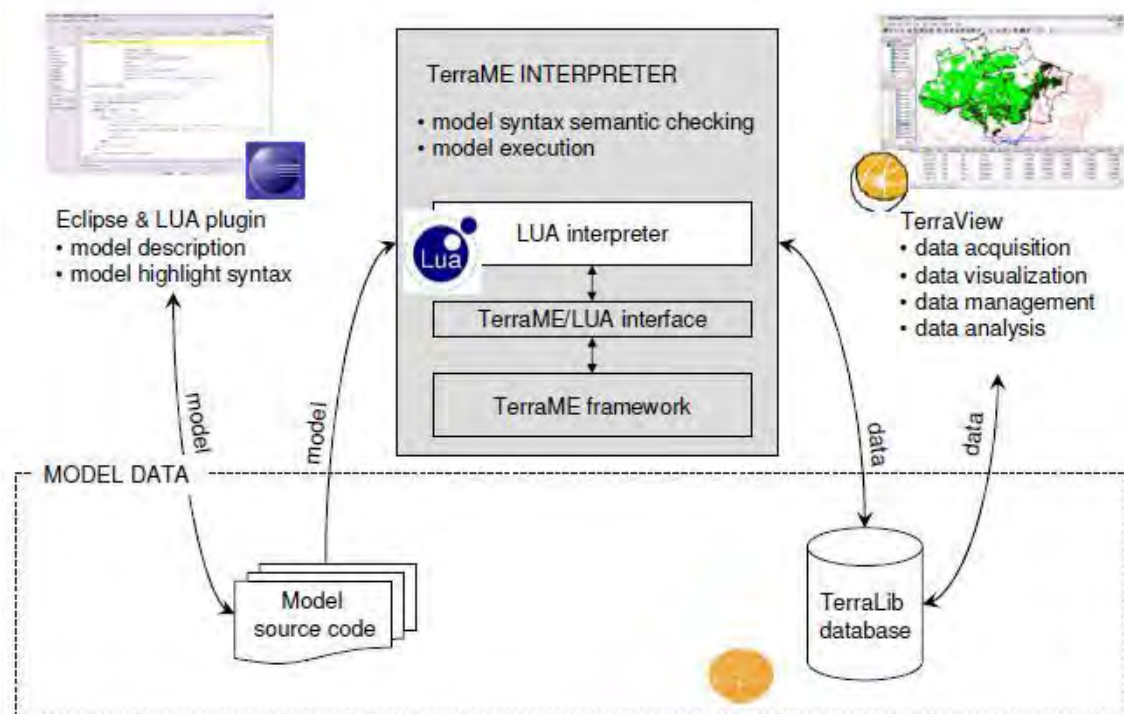 TerraME INTERPRETER
• model syntax semantic checking
• model execution
Eclipse & LUA plugin
• model description
• model highlight syntax
Lua
LUA interpreter
TerraME/LUA interface
TerraME framework
TerraView
• data acquisition
• data visualization
• data management
• data analysis
model
model
data
data
MODEL DATA
Model
source code
TerraLib
database